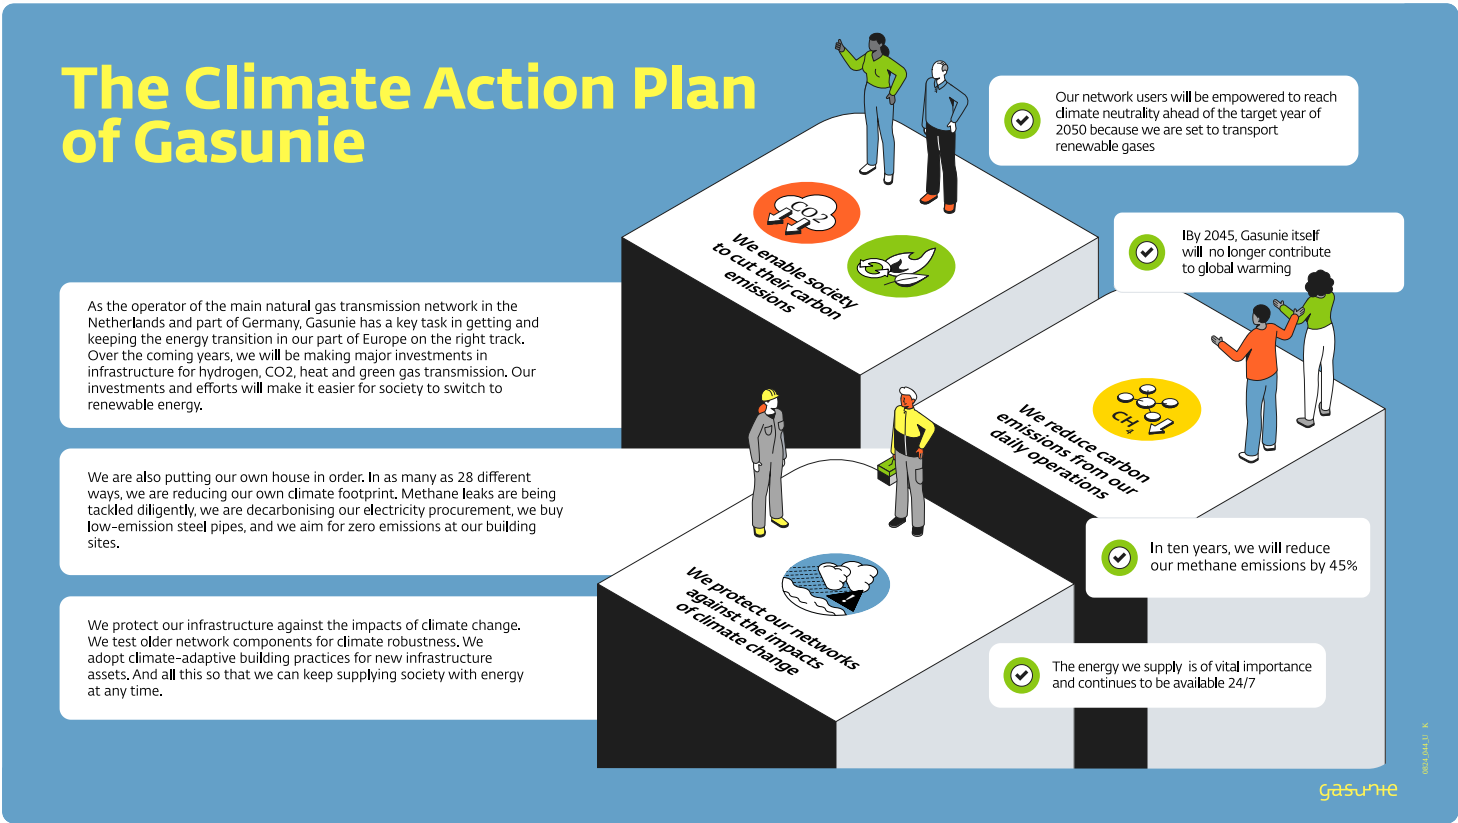 The Climate Action Plan
of Gasunie
Our network users will be empowered to reach
climate neutrality ahead of the target year of
2050 because we are set to transport
renewable gases
IBy 2045, Gasunie itself
will no longer contribute
to global warming
CO2
We enable society
to cut their carbon
emissions
As the operator of the main natural gas transmission network in the
Netherlands and part of Germany, Gasunie has a key task in getting and
keeping the energy transition in our part of Europe on the right track.
Over the coming years, we will be making major investments in
infrastructure for hydrogen, CO2, heat and green gas transmission. Our
investments and efforts will make it easier for society to switch to
renewable energy.
CH4
We reduce carbon
emissions from our
daily operations
We are also putting our own house in order. In as many as 28 different
ways, we are reducing our own climate footprint. Methane leaks are being
tackled diligently, we are decarbonising our electricity procurement, we buy
low-emission steel pipes, and we aim for zero emissions at our building
sites.
In ten years, we will reduce
our methane emissions by 45%
!
We protect our networks
against the impacts
of climate change
We protect our infrastructure against the impacts of climate change.
We test older network components for climate robustness. We
adopt climate-adaptive building practices for new infrastructure
assets. And all this so that we can keep supplying society with energy
at any time.
The energy we supply is of vital importance
and continues to be available 24/7
0824_044_U K
gasunie